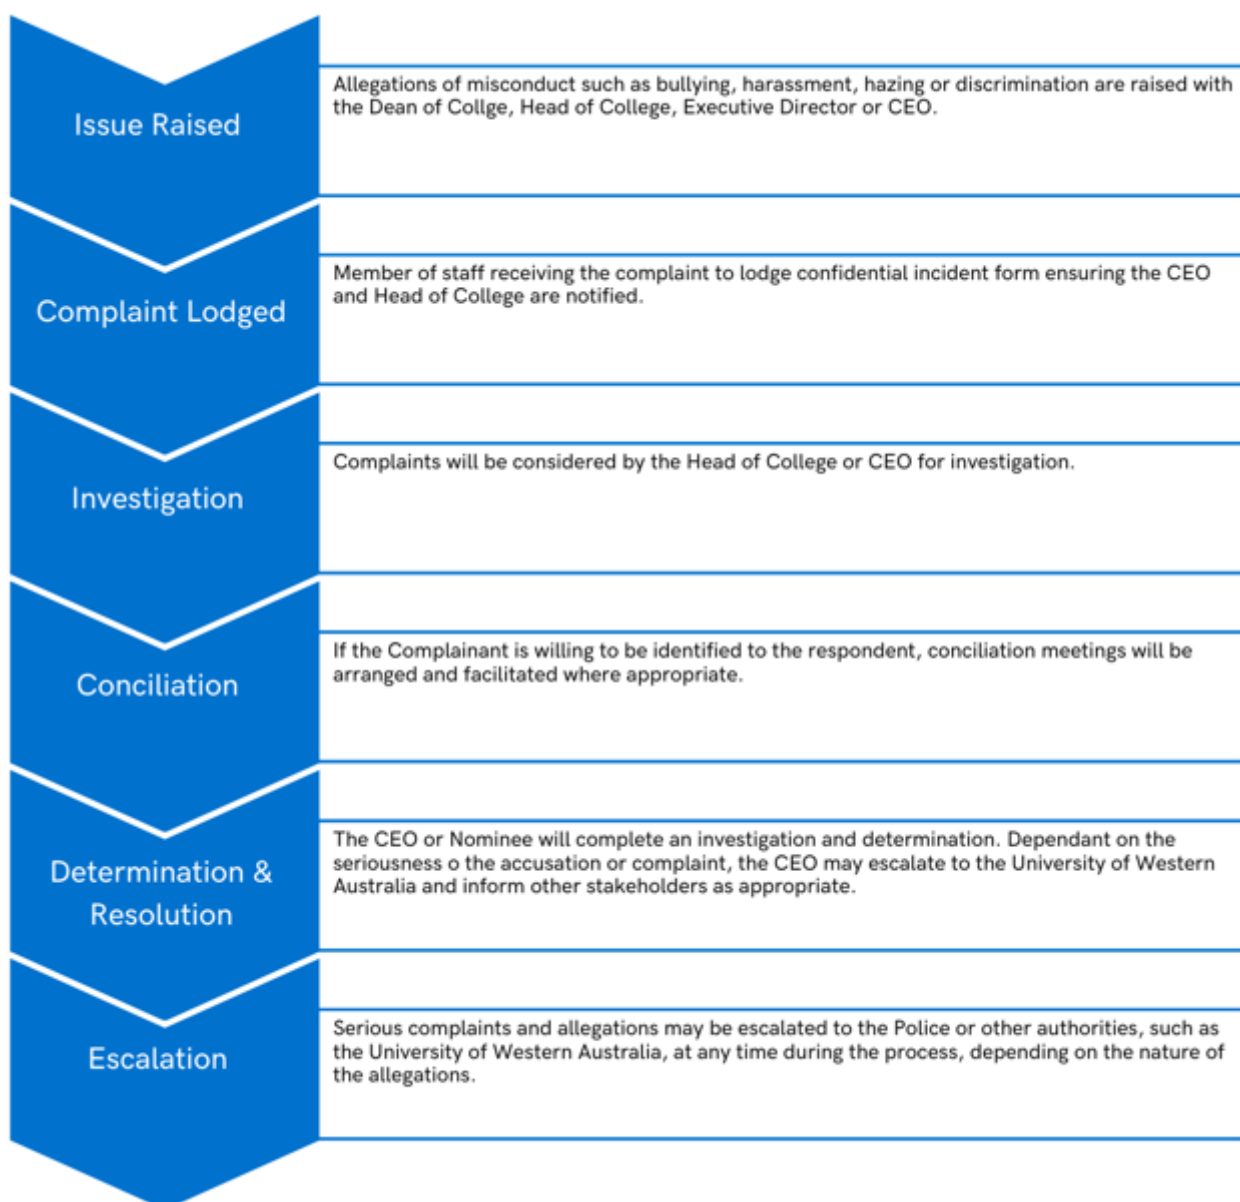 Issue Raised
Allegations of misconduct such as bullying, harassment, hazing or discrimination are raised with
the Dean of Collge, Head of College, Executive Director or CEO.
Complaint Lodged
Member of staff receiving the complaint to lodge confidential incident form ensuring the CEO
and Head of College are notified.
Investigation
Complaints will be considered by the Head of College or CEO for investigation.
Conciliation
If the Complainant is willing to be identified to the respondent, conciliation meetings will be
arranged and facilitated where appropriate.
Determination &
Resolution
The CEO or Nominee will complete an investigation and determination. Dependant on the
seriousness o the accusation or complaint, the CEO may escalate to the University of Western
Australia and inform other stakeholders as appropriate.
Escalation
Serious complaints and allegations may be escalated to the Police or other authorities, such as
the University of Western Australia, at any time during the process, depending on the nature of
the allegations.